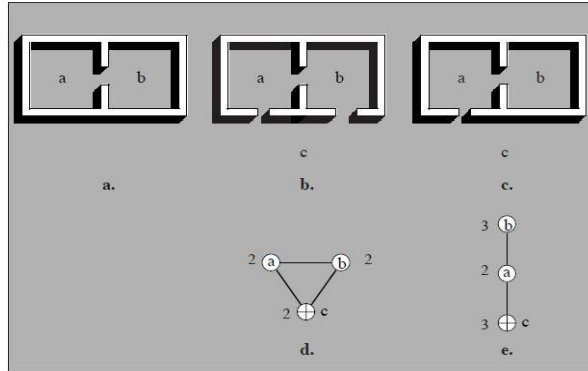 a b a b a b
c c
a. b. c.
3 b
2 a b 2 2 a
2 c 3 c
d. e.